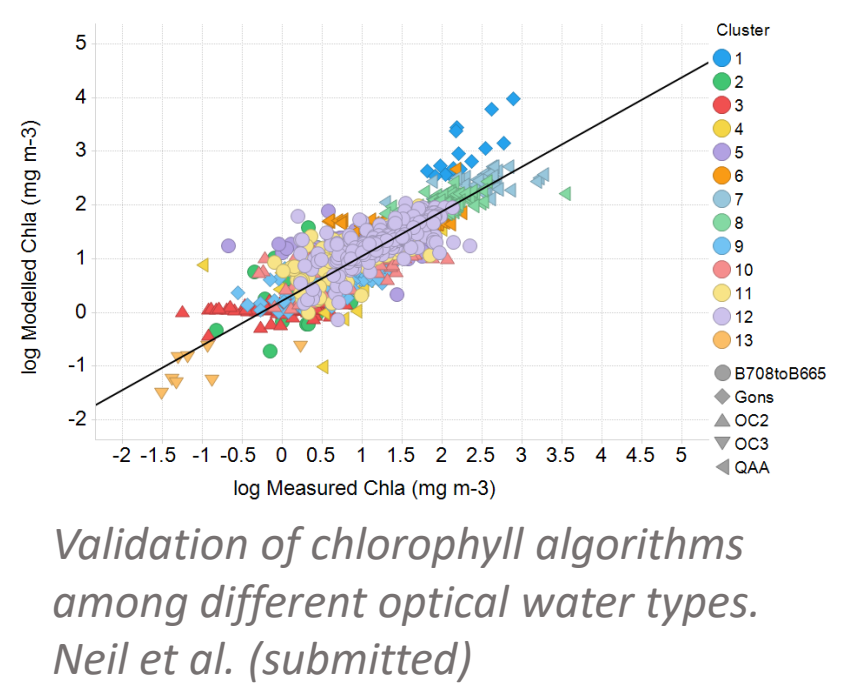 Cluster
5
4
3
2
1
0
-1
-2
log Modelled Chla (mg m-3)
-2 -1.5 -1 -0.5 0 0.5 1 1.5 2 2.5 3 3.5 4 4.5 5
log Measured Chla (mg m-3)
1
2
3
4
5
6
7
8
9
10
11
12
13
B708toB665
Gons
OC2
OC3
QAA
Validation of chlorophyll algorithms
among different optical water types.
Neil et al. (submitted)